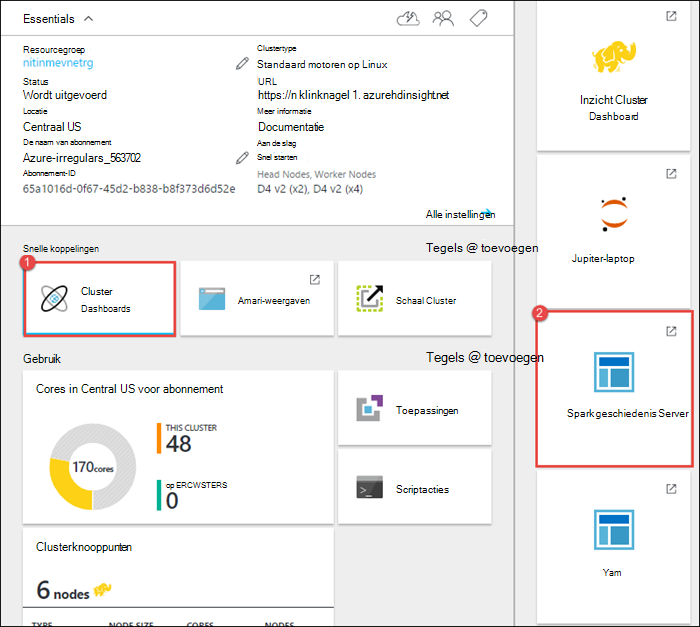 Essentials
Resourcegroep
nitinmevnetrg
Status
Wordt uitgevoerd
Locatie
Centraal US
De naam van abonnement
Azure-irregulars_563702
Abonnement-ID
65a1016d-0f67-45d2-b838-b8f373d6d52e
Clustertype
Standaard motoren op Linux
URL
https://n klinknagel 1. azurehdinsight.net
Meer informatie
Documentatie
Aan de slag
Snel starten
Head Nodes, Worker Nodes
D4 v2 (x2), D4 v2 (x4)
Alle instellingen
Snelle koppelingen
Tegels @ toevoegen
1
Cluster
Dashboards
Amari-weergaven
Schaal Cluster
Gebruik
Tegels @ toevoegen
Cores in Central US voor abonnement
170cores
THIS CLUSTER
48
op ERCWSTERS
0
Toepassingen
Scriptacties
Clusterknooppunten
6 nodes
TYPE NODE SIZE CORES NODES
Inzicht Cluster
Dashboard
Jupiter-laptop
2
Spark geschiedenis Server
Yam